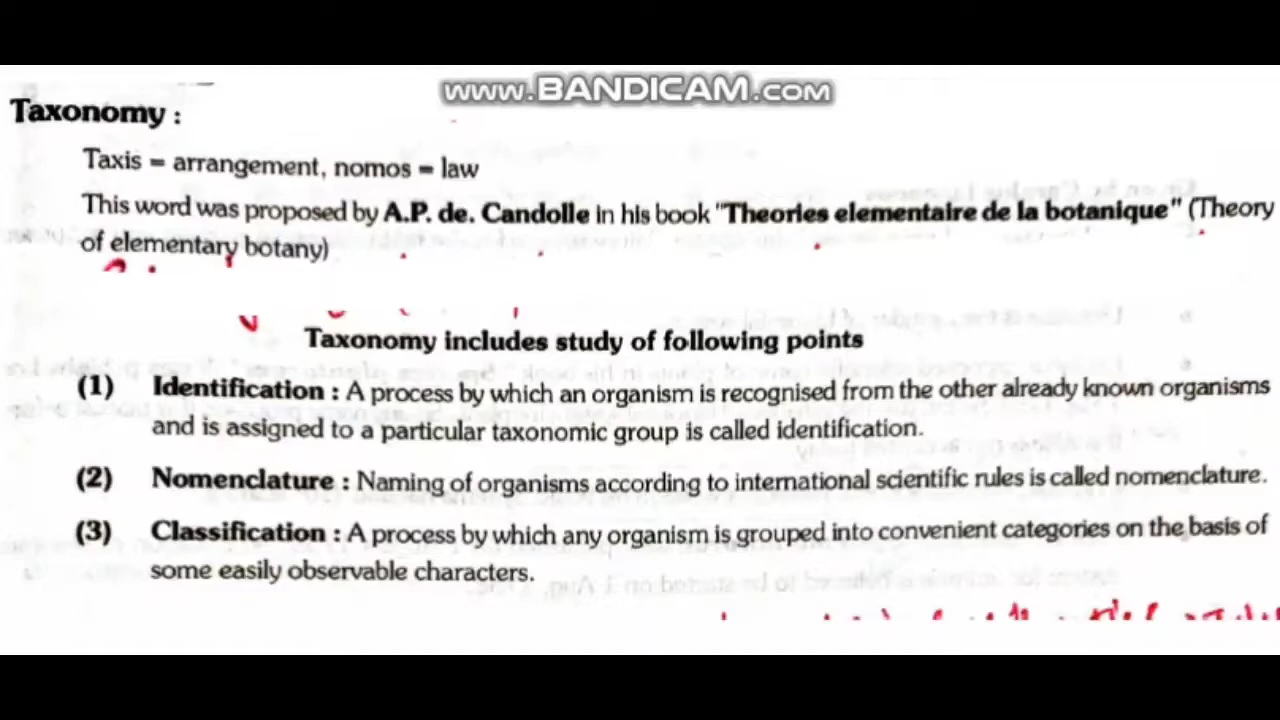 www.BANDICAM.com
Taxonomy :
Taxis = arrangement, nomos = law
This word was proposed by A.P. de. Candolle in his book "Theories elementaire de la botanique" (Theory
of elementary botany)
Taxonomy includes study of following points
(1) Identification : A process by which an organism is recognised from the other already known organisms
and is assigned to a particular taxonomic group is called identification.
(2) Nomenclature : Naming of organisms according to international scientific rules is called nomenclature.
(3) Classification : A process by which any organism is grouped into convenient categories on the basis of
some easily observable characters.